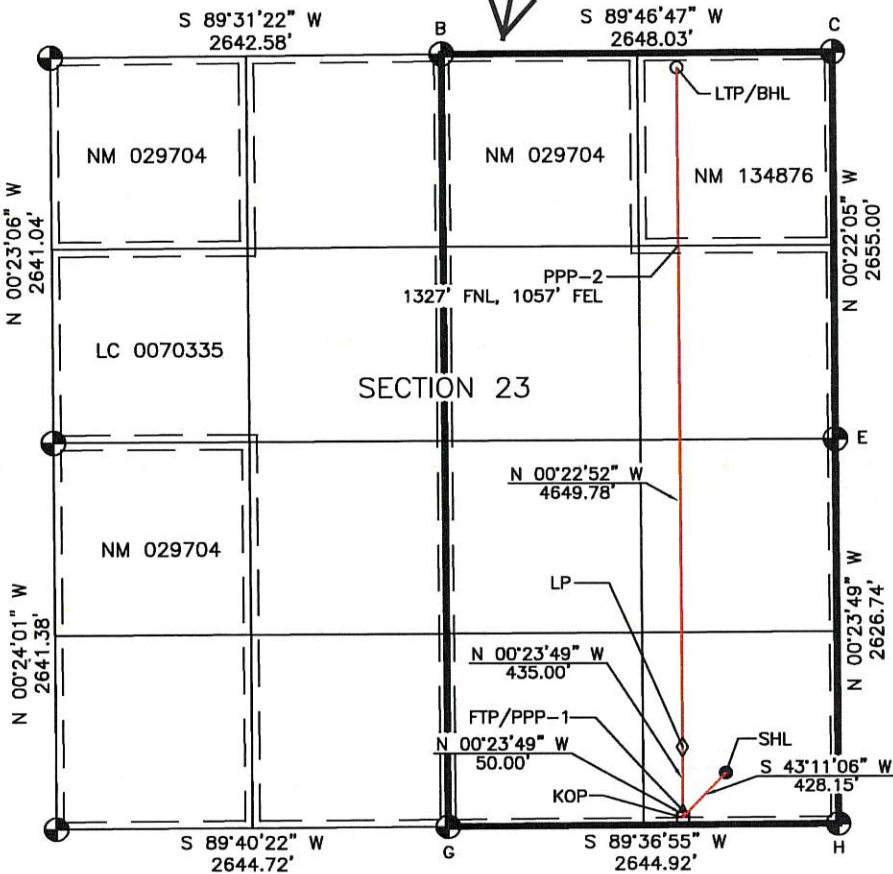 S 89°31'22" W
2642.58'
B
S 89°46'47" W
2648.03'
C
LTP/BHL
NM 029704
NM 029704
NM 134876
N 00°23'06" W
2641.04'
N 00°22'05" W
2655.00'
PPP-2
1327' FNL, 1057' FEL
LC 0070335
SECTION 23
E
N 00°22'52" W
4649.78'
NM 029704
LP
N 00°24'01" W
2641.38'
N 00°23'49" W
2626.74'
N 00°23'49" W
435.00'
FTP/PPP-1
SHL
N 00°23'49" W
50.00'
S 43°11'06" W
428.15'
KOP
S 89°40'22" W
2644.72'
G
S 89°36'55" W
2644.92'
H